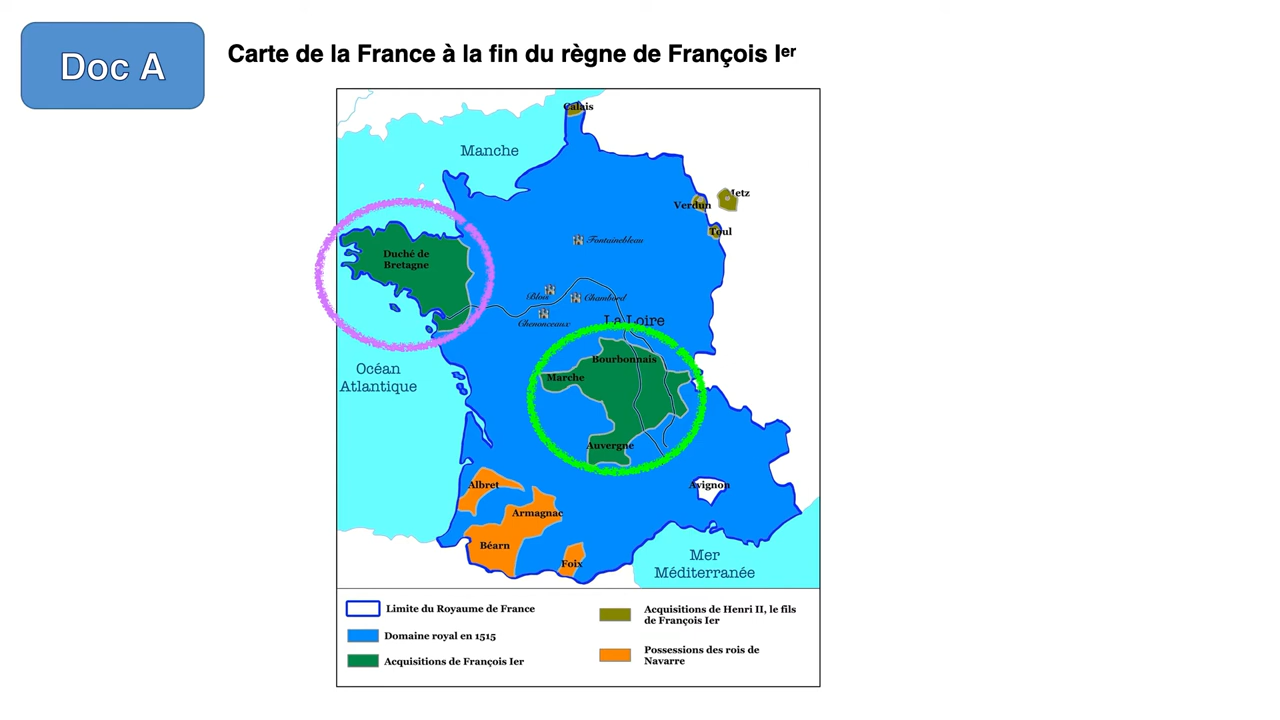 Doc A
Carte de la France à la fin du règne de François Ier
Calais
Manche
Metz
Verdun
Toul
Fontainebleau
Duché de
Bretagne
Blois
Chambord
Chenonceaux
La Loire
Bourbonnais
Océan
Atlantique
Marche
Auvergne
Albret
Avignon
Armagnac
Béarn
Foix
Mer
Méditerranée
Limite du Royaume de France
Domaine royal en 1515
Acquisitions de François Ier
Acquisitions de Henri II, le fils
de François Ier
Possessions des rois de
Navarre